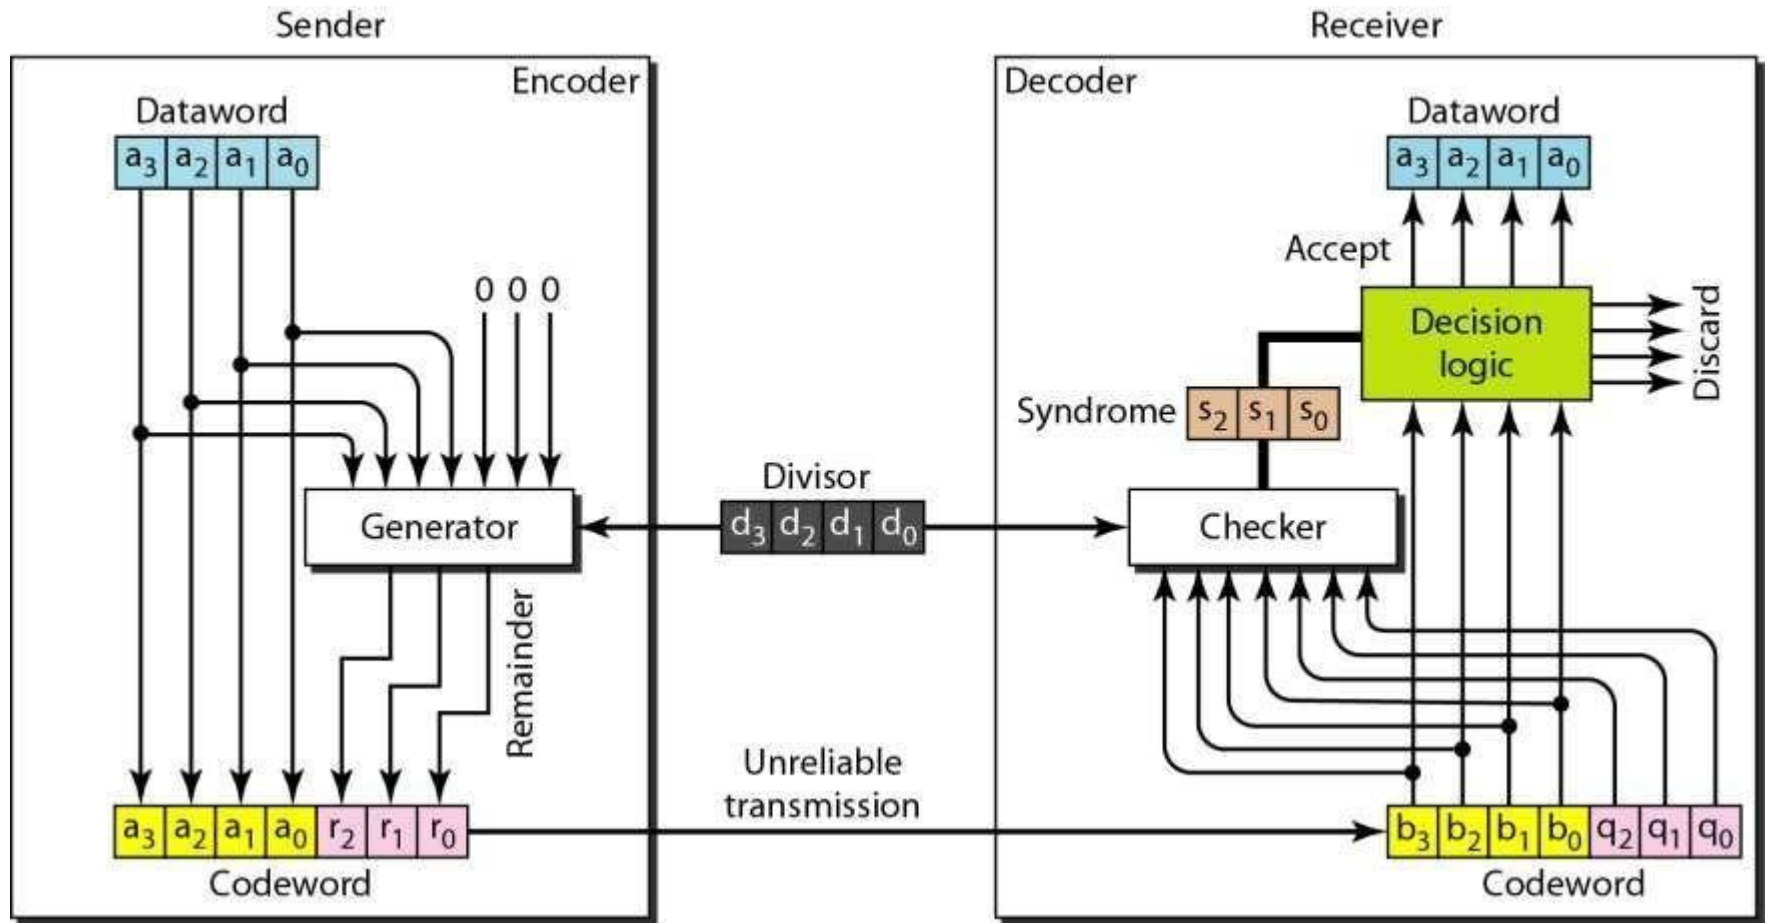 Sender
Encoder
Dataword
a3 a2 a1 a0
0 0 0
Generator
Remainder
a3 a2 a1 a0 r2 r1 r0
Codeword
Divisor
d3 d2 d1 d0
Unreliable
transmission
Receiver
Decoder
Dataword
a3 a2 a1 a0
Accept
Decision
logic
Discard
Syndrome
s2 s1 s0
Checker
b3 b2 b1 b0 q2 q1 q0
Codeword